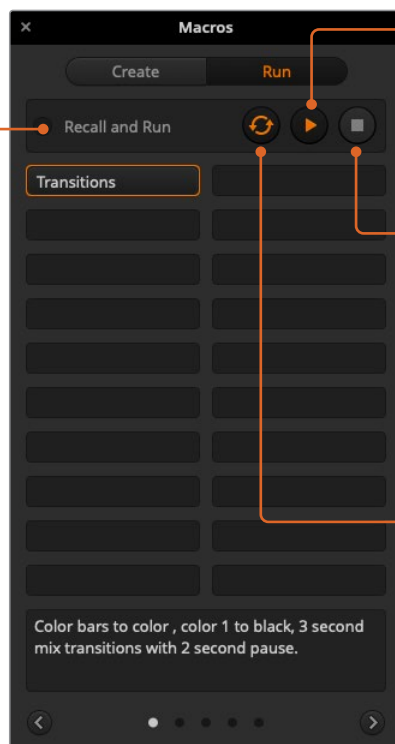 Macros
Create
Run
Recall and Run
Transitions
Color bars to color , color 1 to black, 3 second
mix transitions with 2 second pause.